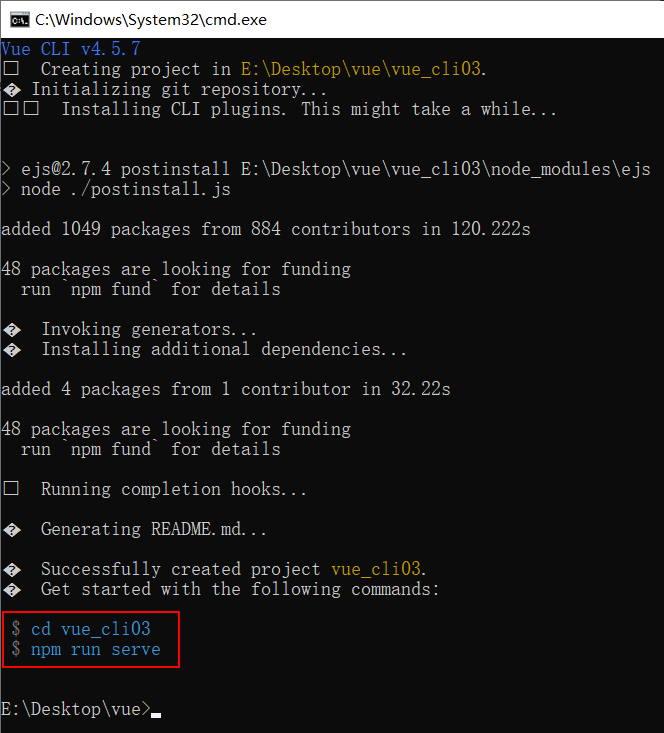 C:\Windows\System32\cmd.exe
Vue CLI v4.5.7
□  Creating project in E:\Desktop\vue\vue_cli03.
� Initializing git repository...
□□  Installing CLI plugins. This might take a while...
> ejs@2.7.4 postinstall E:\Desktop\vue\vue_cli03\node_modules\ejs
> node ./postinstall.js
added 1049 packages from 884 contributors in 120.222s
48 packages are looking for funding
  run `npm fund` for details
�  Invoking generators...
�  Installing additional dependencies...
added 4 packages from 1 contributor in 32.22s
48 packages are looking for funding
  run `npm fund` for details
□  Running completion hooks...
�  Generating README.md...
�  Successfully created project vue_cli03.
�  Get started with the following commands:
$ cd vue_cli03
$ npm run serve
E:\Desktop\vue>